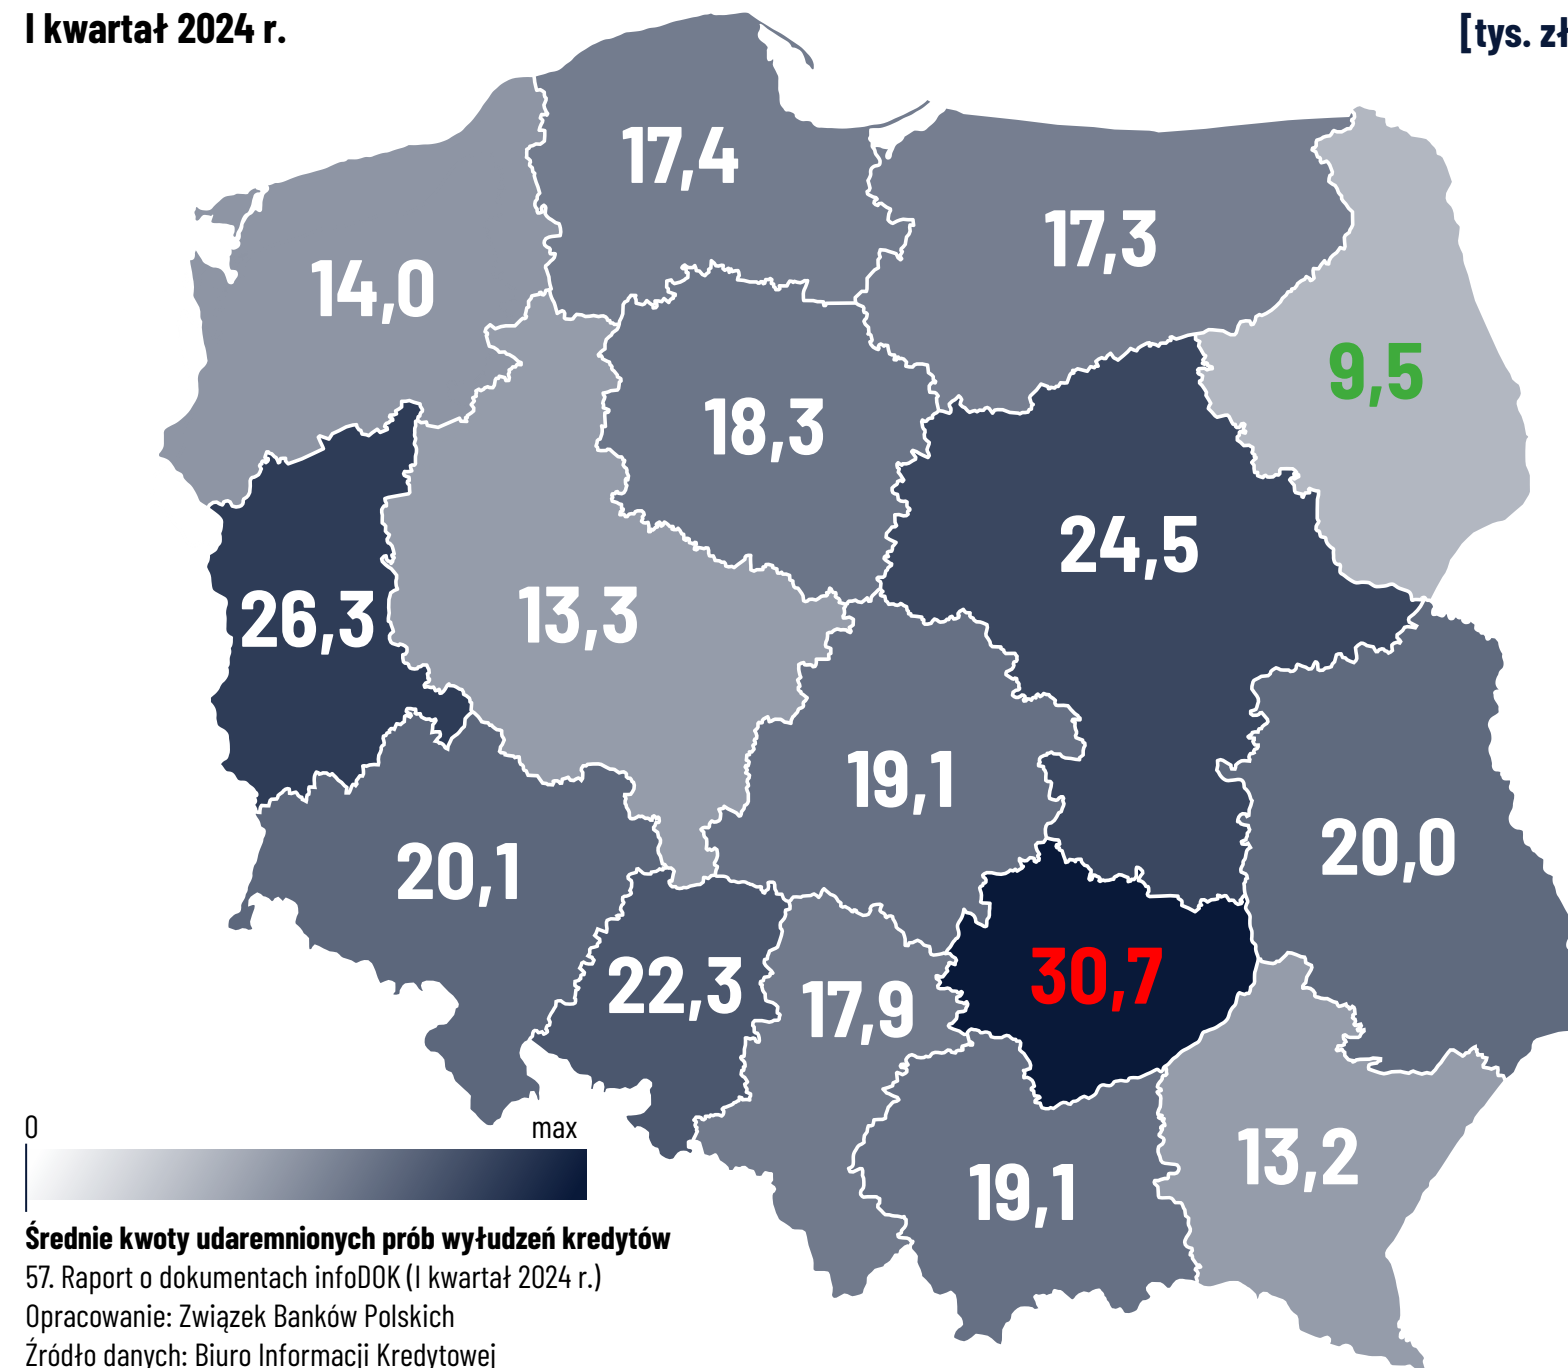 I kwartał 2024 r.
[tys. zł
17,4
17,3
14,0
9,5
18,3
24,5
26,3
13,3
19,1
20,1
20,0
22,3
17,9
30,7
19,1
13,2
0 max
Średnie kwoty udaremnionych prób wyłudzeń kredytów
57. Raport o dokumentach infoDOK (I kwartał 2024 r.)
Opracowanie: Związek Banków Polskich
Źródło danych: Biuro Informacji Kredytowej